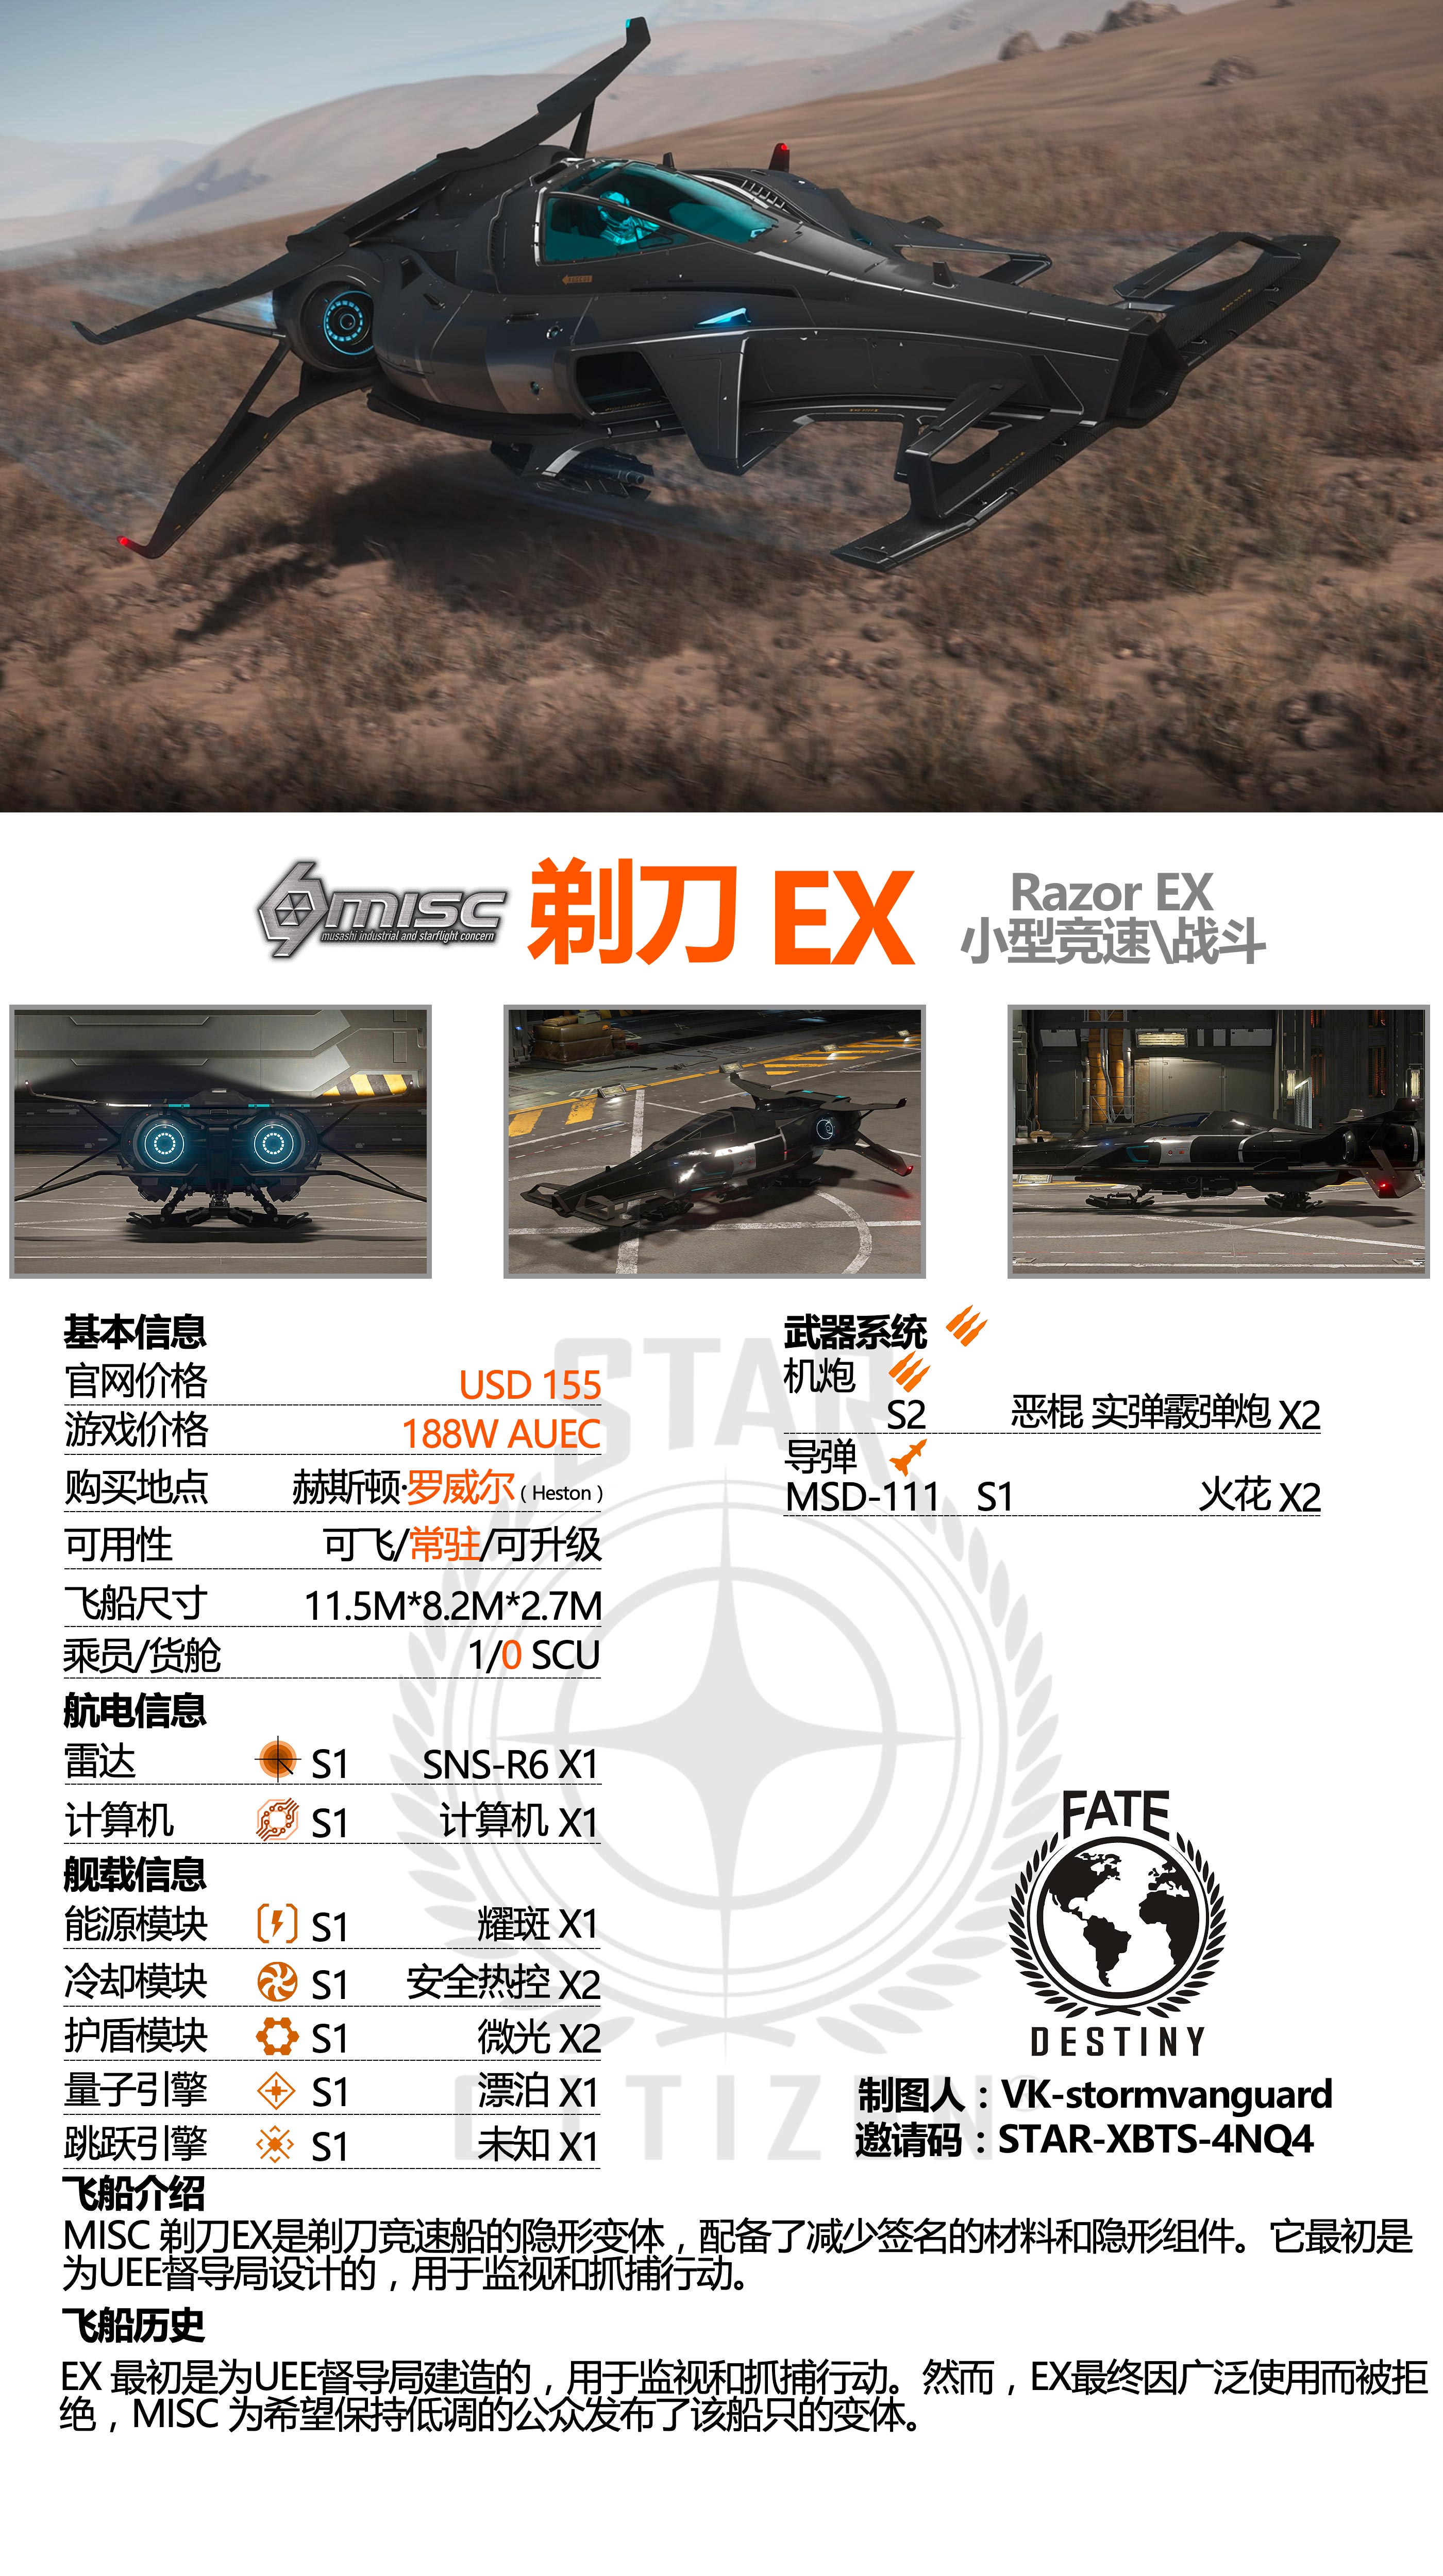 MISC
musashi industrial and starflight concern
剃刀 EX
Razor EX
小型竞速\战斗
基本信息
官网价格 USD 155
游戏价格 188W AUEC
购买地点 赫斯顿·罗威尔 ( Heston )
可用性 可飞/常驻/可升级
飞船尺寸 11.5M*8.2M*2.7M
乘员/货舱 1/0 SCU
航电信息
雷达 S1 SNS-R6 X1
计算机 S1 计算机 X1
舰载信息
能源模块 S1 耀斑 X1
冷却模块 S1 安全热控 X2
护盾模块 S1 微光 X2
量子引擎 S1 漂泊 X1
跳跃引擎 S1 未知 X1
武器系统
机炮
S2 恶棍 实弹霰弹炮 X2
导弹
MSD-111 S1 火花 X2
STAR
CITIZEN
FATE
DESTINY
制图人：VK-stormvanguard
邀请码：STAR-XBTS-4NQ4
飞船介绍
MISC 剃刀EX是剃刀竞速船的隐形变体，配备了减少签名的材料和隐形组件。它最初是
为UEE督导局设计的，用于监视和抓捕行动。
飞船历史
EX 最初是为UEE督导局建造的，用于监视和抓捕行动。然而，EX最终因广泛使用而被拒
绝，MISC 为希望保持低调的公众发布了该船只的变体。